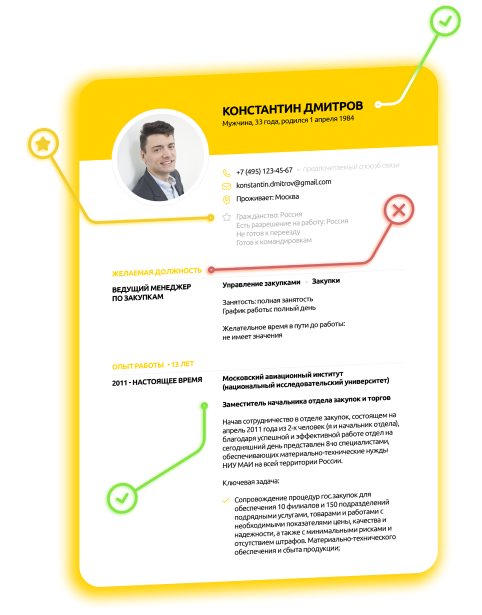 КОНСТАНТИН ДМИТРОВ
Мужчина, 33 года, родился 1 апреля 1984
+7 (495) 123-45-67 • предпочитаемый способ связи
konstantin.dmitrov@gmail.com
Проживает: Москва
Гражданство: Россия
Есть разрешение на работу: Россия
Не готов к переезду
Готов к командировкам
ЖЕЛАЕМАЯ ДОЛЖНОСТЬ
ВЕДУЩИЙ МЕНЕДЖЕР
ПО ЗАКУПКАМ
Управление закупками Закупки
Занятость: полная занятость
График работы: полный день
Желательное время в пути до работы:
не имеет значения
ОПЫТ РАБОТЫ • 13 ЛЕТ
2011 - НАСТОЯЩЕЕ ВРЕМЯ
Московский авиационный институт
(национальный исследовательский университет)
Заместитель начальника отдела закупок и торгов
Начав сотрудничество в отделе закупок, состоящем на
апрель 2011 года из 2-х человек (я и начальник отдела),
благодаря успешной и эффективной работе отдел на
сегодняшний день представлен 8-ю специалистами,
обеспечивающих материально-технические нужды
НИУ МАИ на всей территории России.
Ключевая задача:
Сопровождение процедур гос.закупок для
обеспечения 10 филиалов и 150 подразделений
подрядными услугами, товарами и работами с
необходимыми показателями цены, качества и
надежности, а также с минимальными рисками и
отсутствием штрафов. Материально-технического
обеспечения и сбыта продукции;